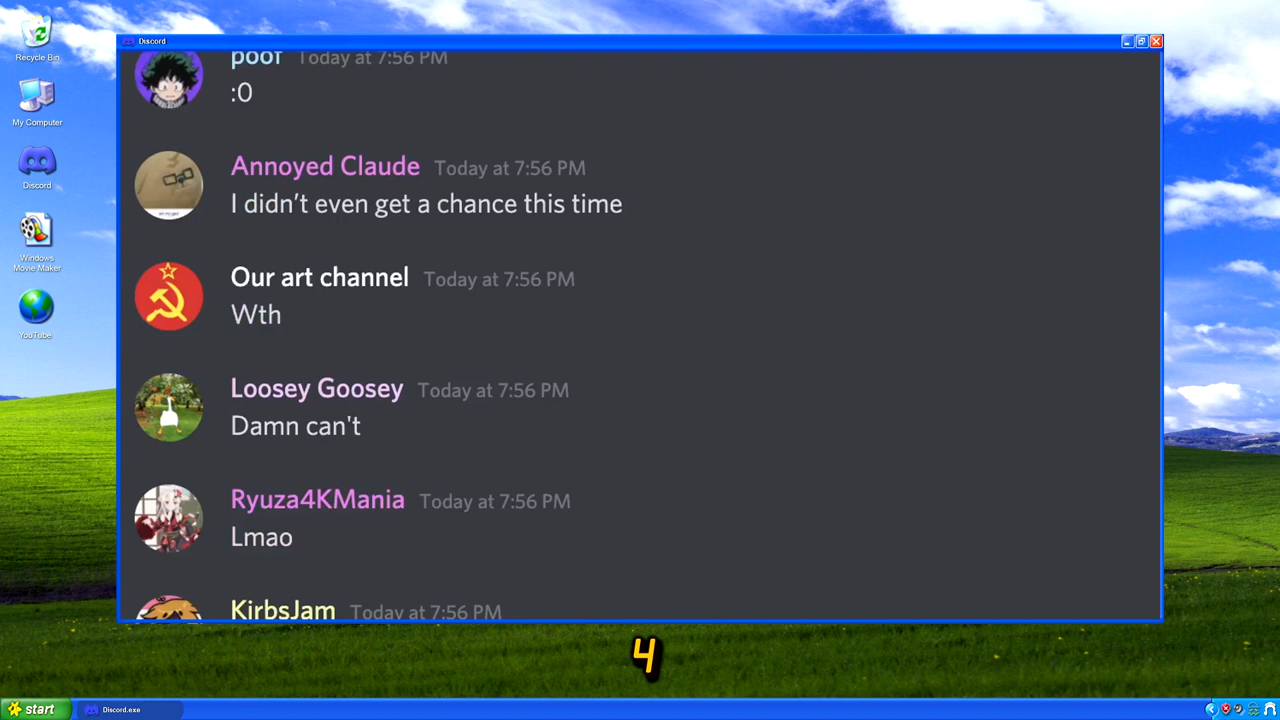 Recycle Bin
My Computer
Discord
Windows
Movie Maker
YouTube
Discord
poof Today at 7:56 PM
:0
Annoyed Claude Today at 7:56 PM
I didn’t even get a chance this time
Our art channel Today at 7:56 PM
Wth
Loosey Goosey Today at 7:56 PM
Damn can't
Ryuza4KMania Today at 7:56 PM
Lmao
KirbsJam Today at 7:56 PM
4
start
Discord.exe